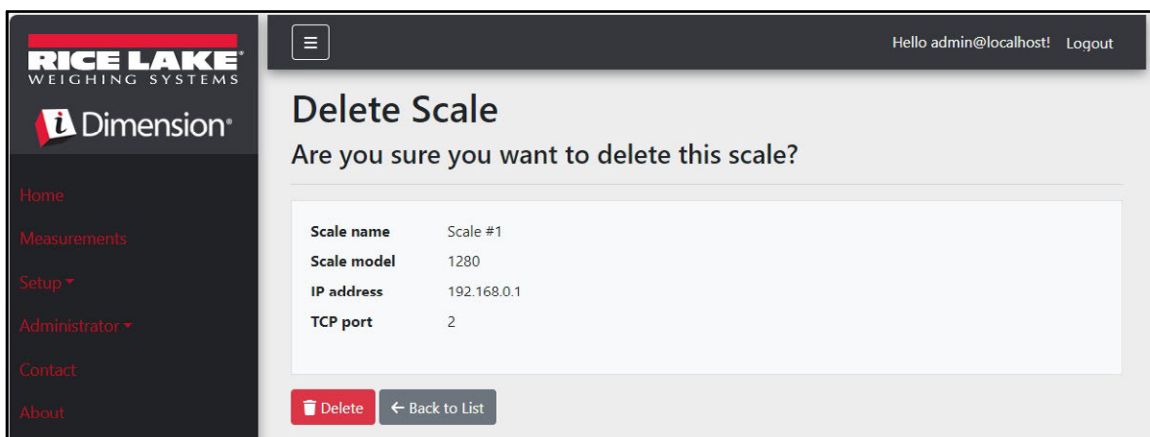 RICE LAKE®
WEIGHING SYSTEMS
i Dimension®
Home
Measurements
Setup
Administrator
Contact
About
Hello admin@localhost! Logout
Delete Scale
Are you sure you want to delete this scale?
Scale name Scale #1
Scale model 1280
IP address 192.168.0.1
TCP port 2
Delete ← Back to List